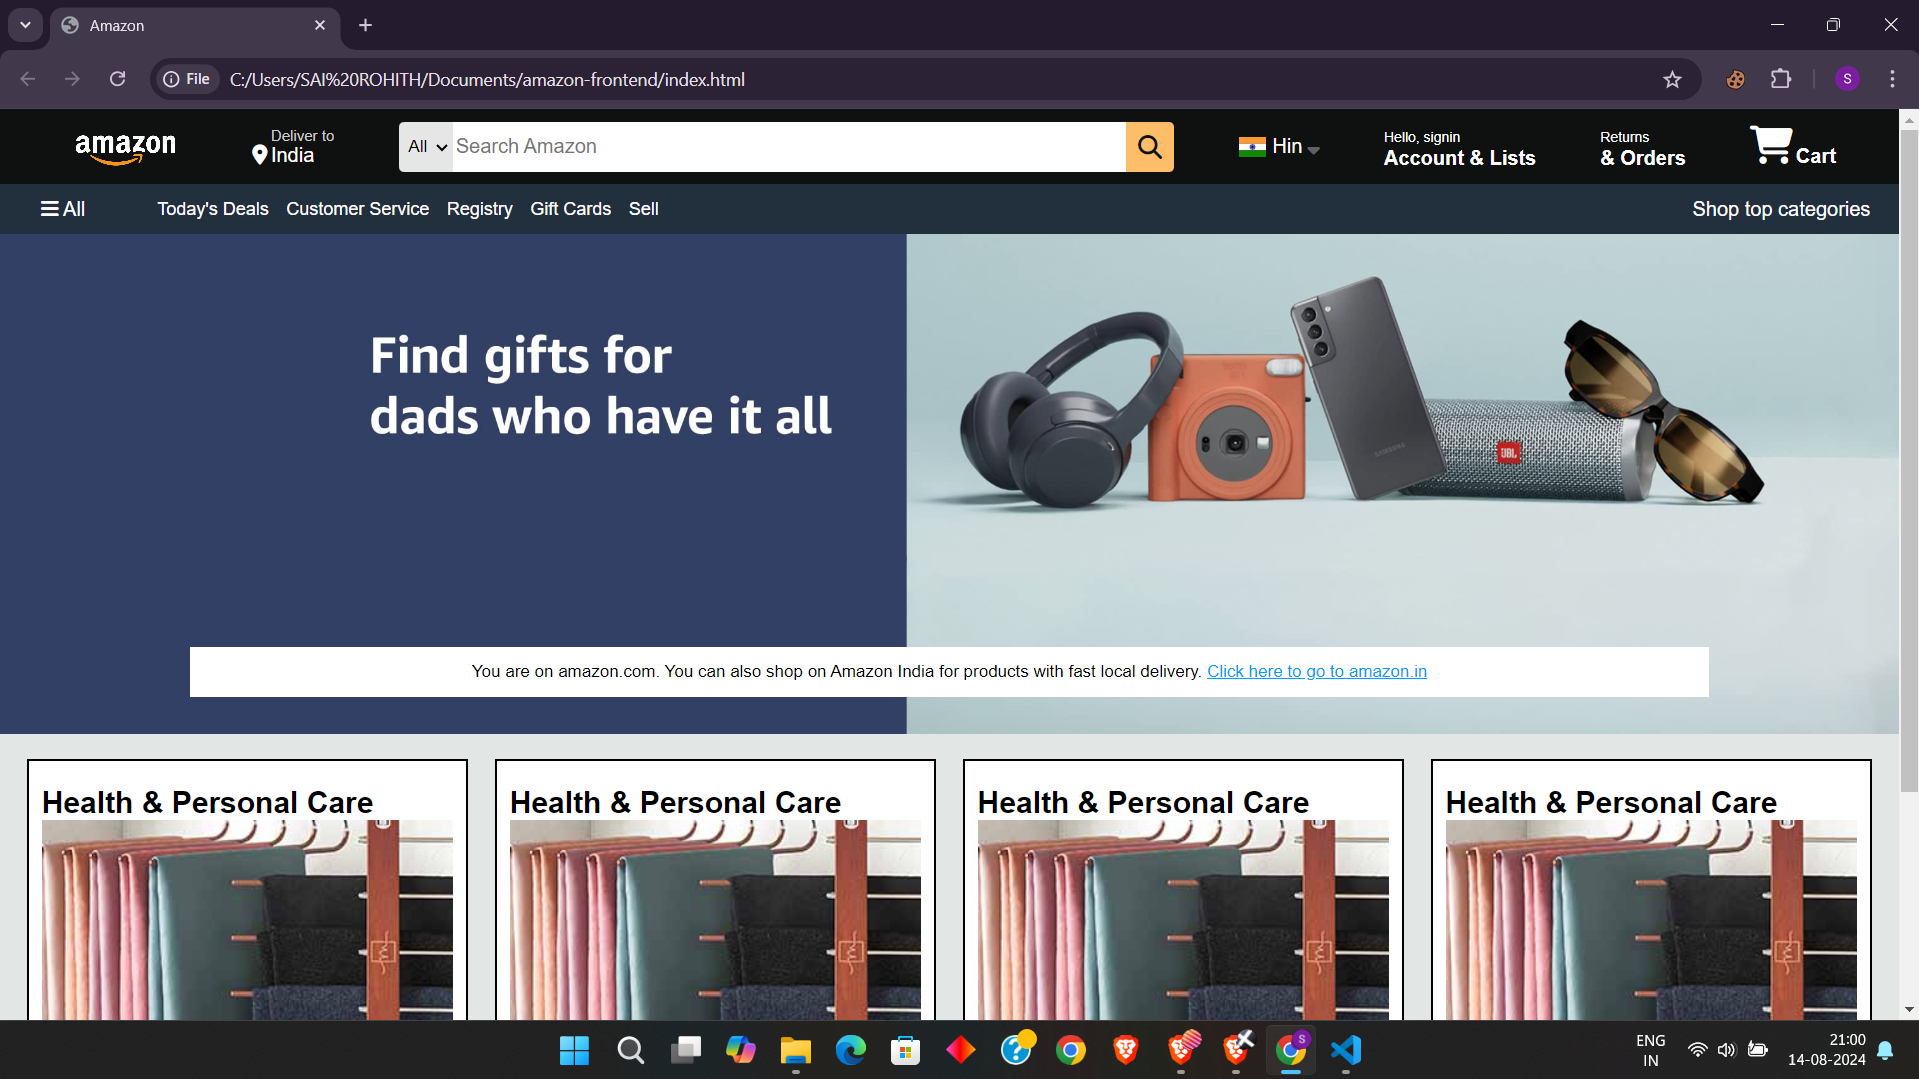 Amazon
File
C:/Users/SAI%20ROHITH/Documents/amazon-frontend/index.html
S
amazon
Deliver to
India
All
Search Amazon
Hin
Hello, signin
Account & Lists
Returns
& Orders
Cart
All
Today's Deals
Customer Service
Registry
Gift Cards
Sell
Shop top categories
Find gifts for
dads who have it all
SAMSUNG
JBL
You are on amazon.com. You can also shop on Amazon India for products with fast local delivery. Click here to go to amazon.in
Health & Personal Care
Health & Personal Care
Health & Personal Care
Health & Personal Care
S
ENG
IN
21:00
14-08-2024